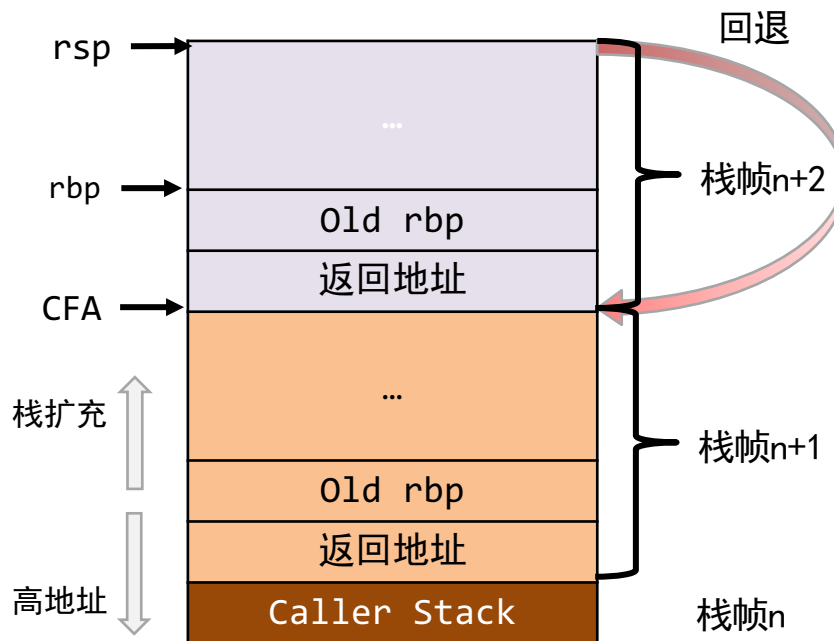 rsp
回退
…
rbp
栈帧n+2
Old rbp
返回地址
CFA
…
栈扩充
栈帧n+1
Old rbp
返回地址
高地址
Caller Stack
栈帧n